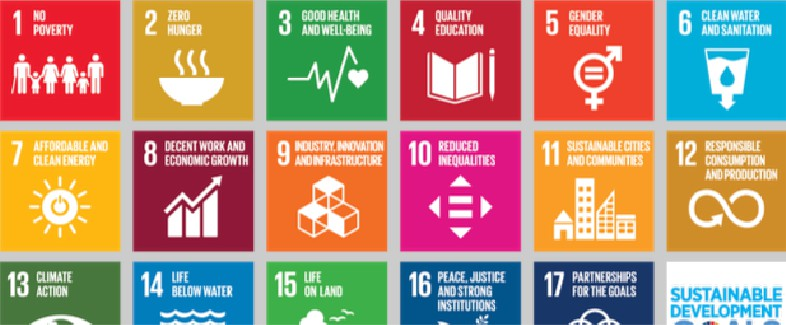 1 NO
POVERTY
2 ZERO
HUNGER
3 GOOD HEALTH
AND WELL-BEING
4 QUALITY
EDUCATION
5 GENDER
EQUALITY
6 CLEAN WATER
AND SANITATION
7 AFFORDABLE AND
CLEAN ENERGY
8 DECENT WORK AND
ECONOMIC GROWTH
9 INDUSTRY, INNOVATION
AND INFRASTRUCTURE
10 REDUCED
INEQUALITIES
11 SUSTAINABLE CITIES
AND COMMUNITIES
12 RESPONSIBLE
CONSUMPTION
AND PRODUCTION
13 CLIMATE
ACTION
14 LIFE
BELOW WATER
15 LIFE
ON LAND
16 PEACE, JUSTICE
AND STRONG
INSTITUTIONS
17 PARTNERSHIPS
FOR THE GOALS
SUSTAINABLE
DEVELOPMENT